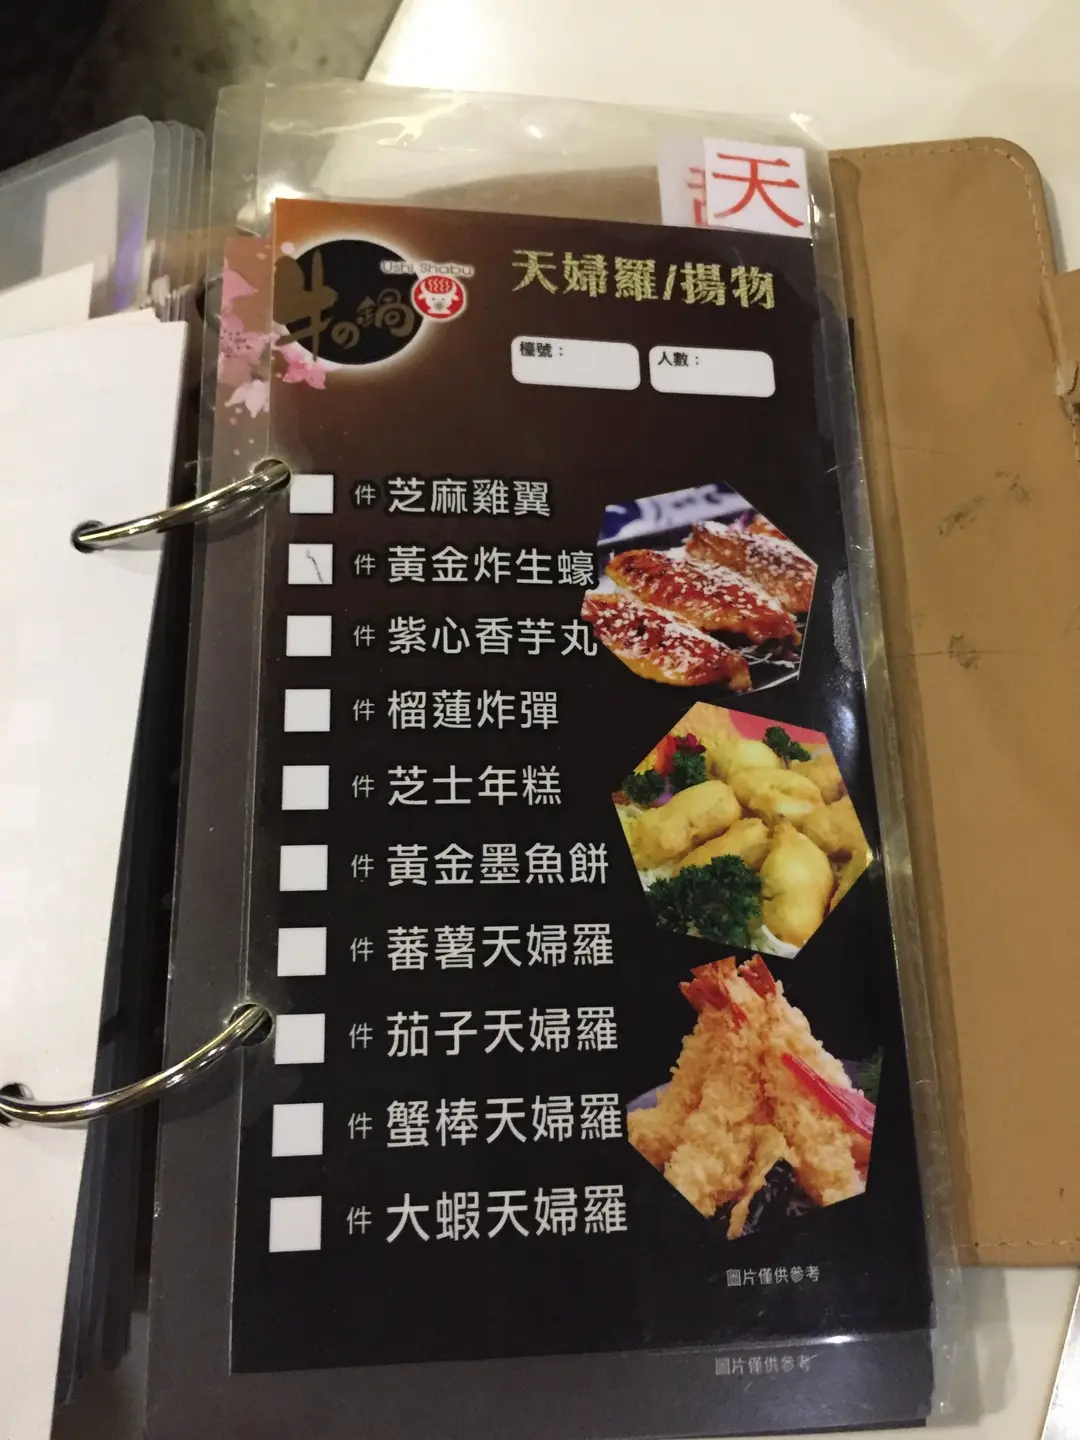 天
Ushi Shabu
牛の鍋
天婦羅/揚物
檯號：
人數：
件 芝麻雞翼
件 黃金炸生蠔
件 紫心香芋丸
件 榴蓮炸彈
件 芝士年糕
件 黃金墨魚餅
件 蕃薯天婦羅
件 茄子天婦羅
件 蟹棒天婦羅
件 大蝦天婦羅
圖片僅供參考
圖片僅供參考